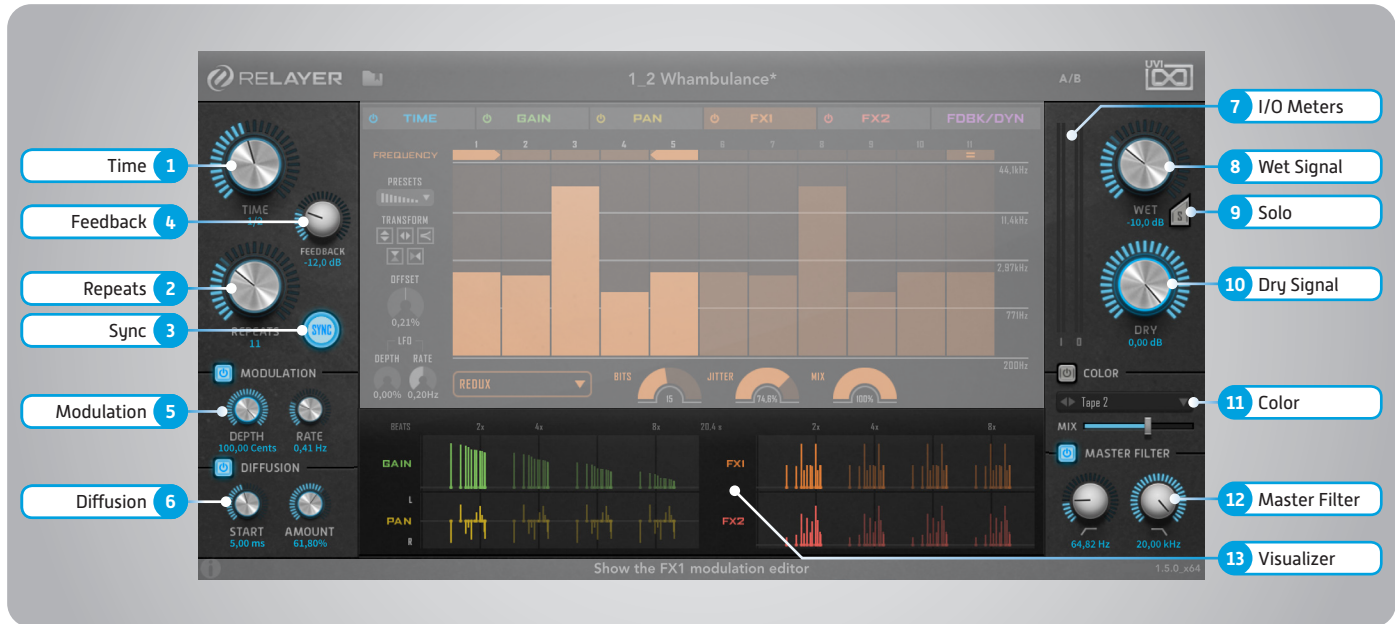 RELAYER
1_2 Whambulance*
A/B
UVI
TIME GAIN PAN FX1 FX2 FDBK/DYN
FREQUENCY 1 2 3 4 5 6 7 8 9 10 11
44.1kHz
11.4kHz
2.97kHz
771Hz
200Hz
PRESETS
TRANSFORM
OFFSET
0,21%
LFO
DEPTH RATE
0,00% 0,20Hz
REDUX
BITS 15
JITTER 74,6%
MIX 100%
Time 1
TIME
1/2
Feedback 4
FEEDBACK
-12,0 dB
Repeats 2
REPEATS
11
Sync 3
SYNC
MODULATION
Modulation 5
DEPTH RATE
100,00 Cents 0,41 Hz
DIFFUSION
Diffusion 6
START AMOUNT
5,00 ms 61,80%
BEATS 2x 4x 8x 20.4 x 2x 4x 8x
GAIN
FX1
L
PAN
R
FX2
7 I/O Meters
I O
8 Wet Signal
WET
-10,0 dB
9 Solo
S
10 Dry Signal
DRY
0,00 dB
COLOR
11 Color
Tape 2
MIX
MASTER FILTER
12 Master Filter
64,82 Hz 20,00 kHz
13 Visualizer
Show the FX1 modulation editor
1.5.0_x64